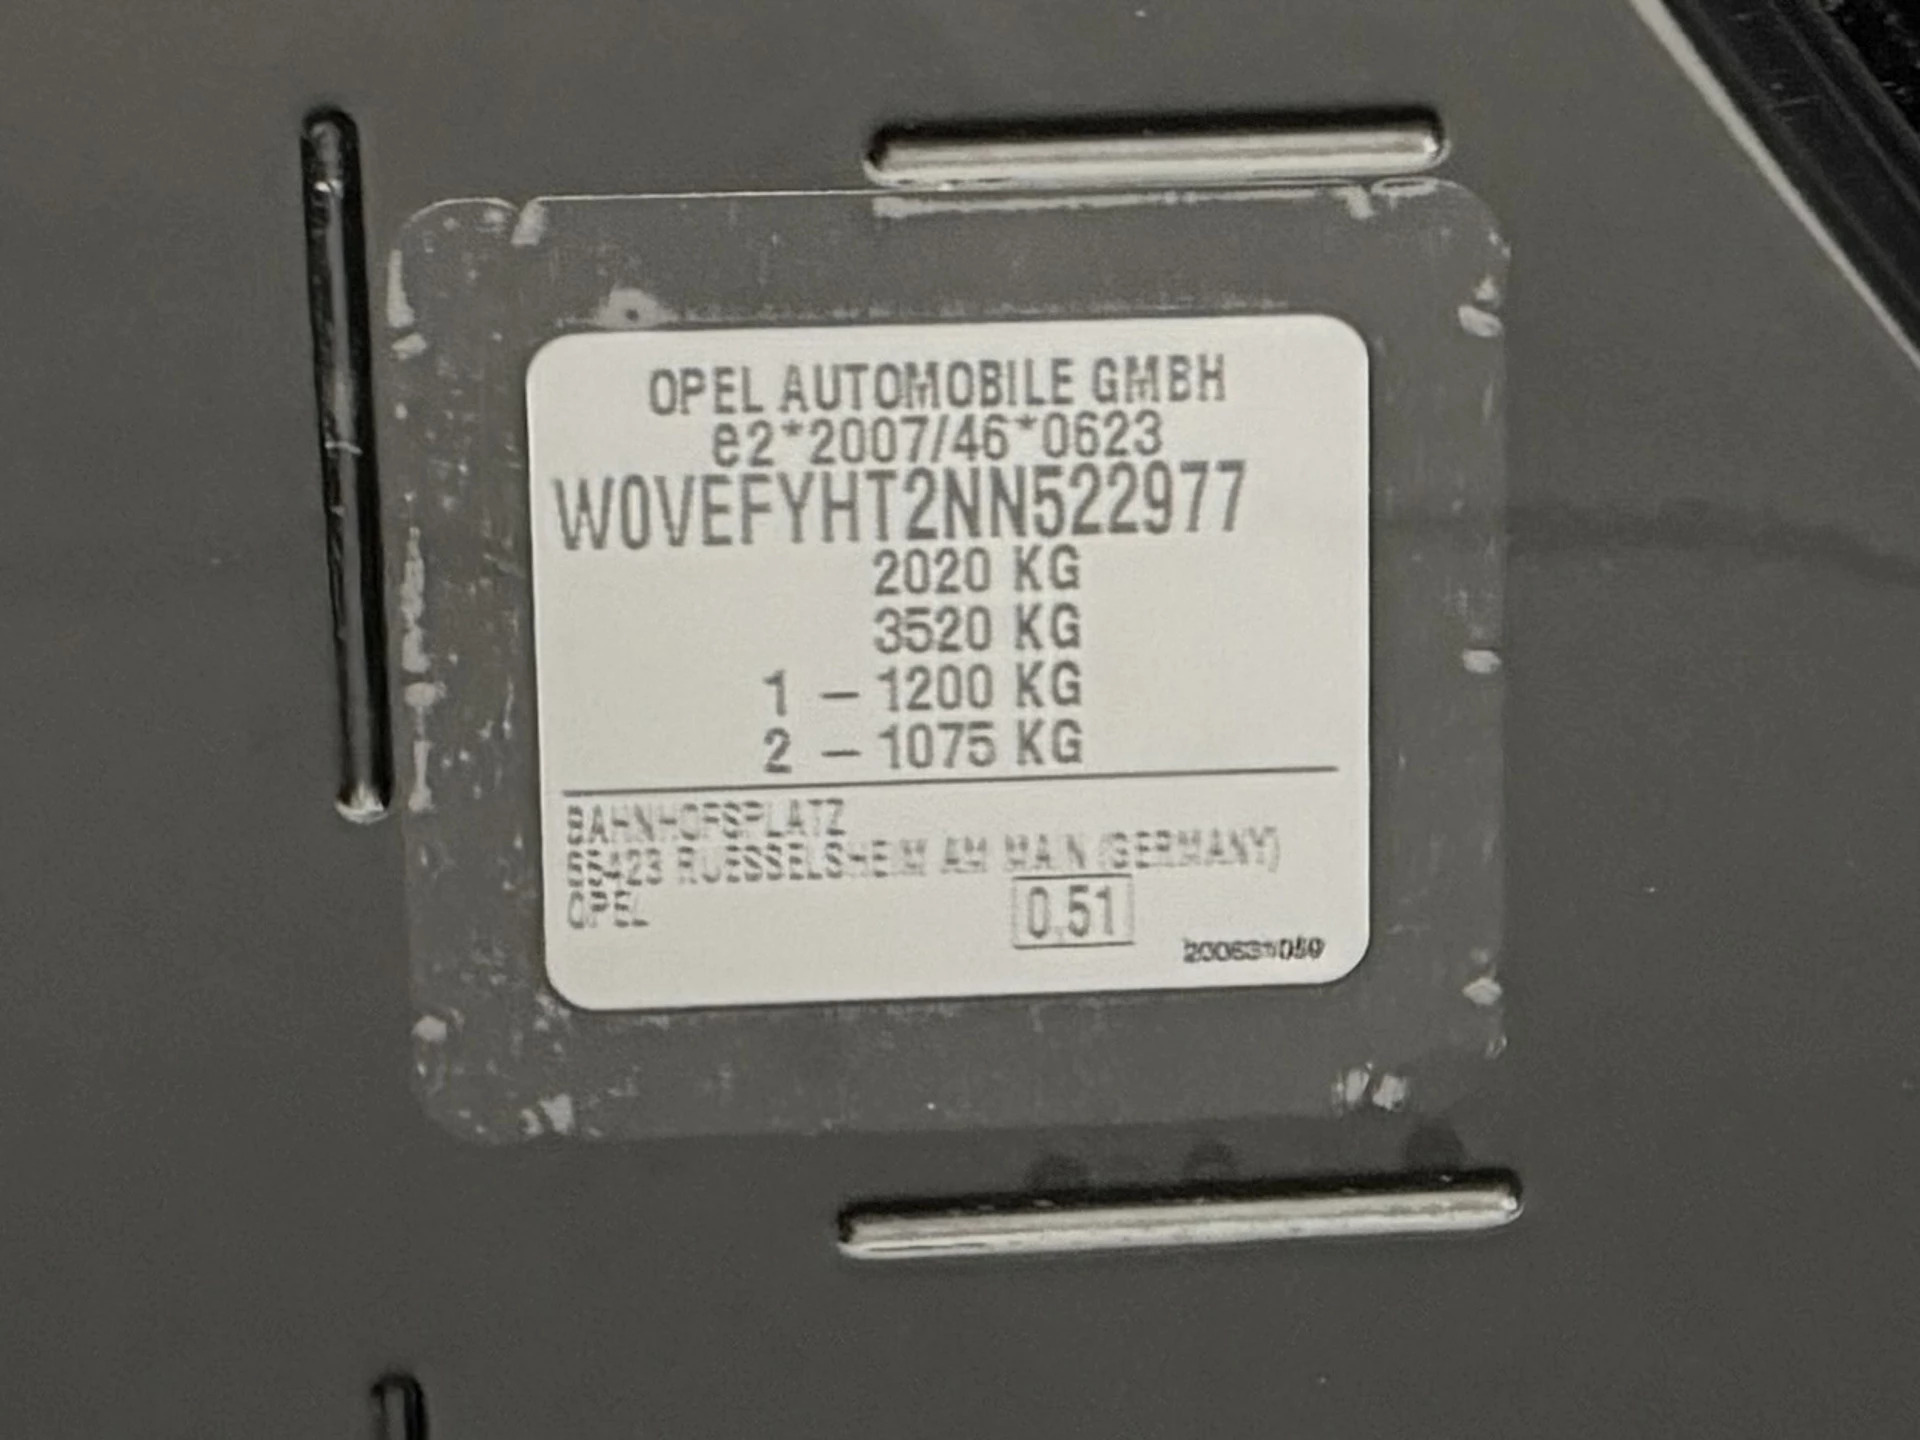 OPEL AUTOMOBILE GMBH
e2*2007/46*0623
W0VEFYHT2NN522977
2020 KG
3520 KG
1 – 1200 KG
2 – 1075 KG
BAHNHOFSPLATZ
65423 RUESSELSHEIM AM MAIN (GERMANY)
OPEL
0.51